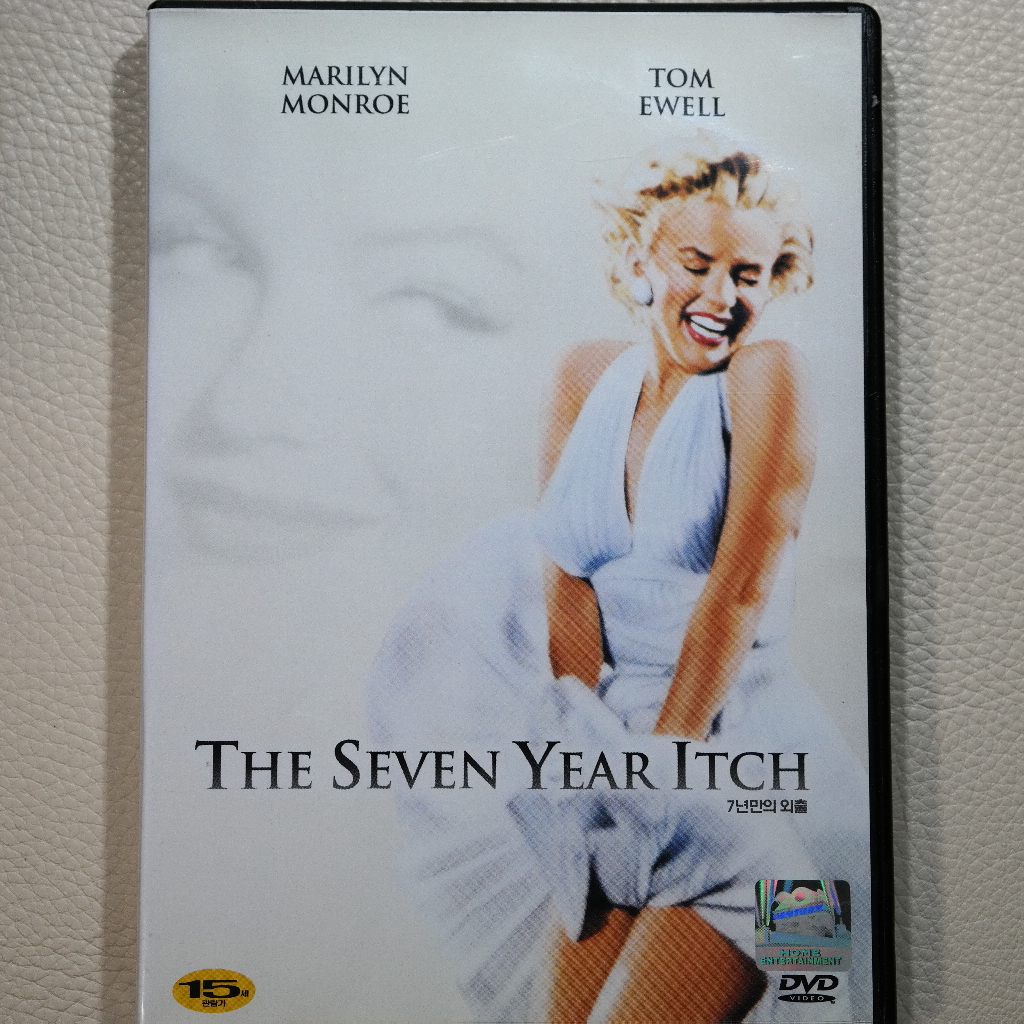 MARILYN
MONROE
TOM
EWELL
THE SEVEN YEAR ITCH
7년만의 외출
CENTURY
HOME
ENTERTAINMENT
15세
관람가
DVD
VIDEO